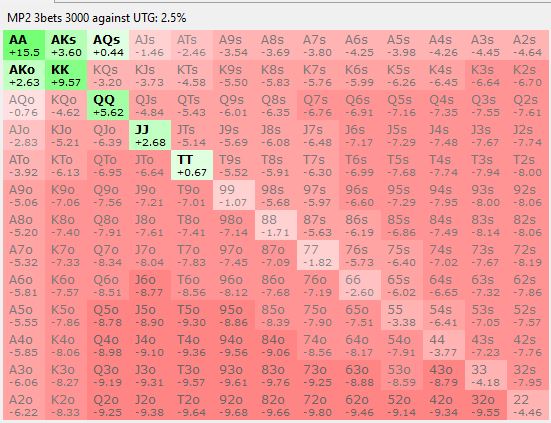 MP2 3bets 3000 against UTG: 2.5%
AA AKs AQs AJs ATs A9s A8s A7s A6s A5s A4s A3s A2s
+15.5 +3.60 +0.44 -1.46 -2.46 -3.54 -3.69 -3.80 -4.25 -3.98 -4.26 -4.45 -4.64
AKo KK KQs KJs KTs K9s K8s K7s K6s K5s K4s K3s K2s
+2.63 +9.57 -3.20 -3.73 -4.58 -5.50 -5.83 -5.76 -5.99 -6.26 -6.45 -6.64 -6.70
AQo KQo QQ QJs QTs Q9s Q8s Q7s Q6s Q5s Q4s Q3s Q2s
-0.76 -4.62 +5.62 -4.84 -5.43 -6.01 -6.35 -6.76 -6.91 -7.16 -7.35 -7.55 -7.61
AJo KJo QJo JJ JTs J9s J8s J7s J6s J5s J4s J3s J2s
-2.83 -5.21 -6.39 +2.68 -5.14 -5.69 -6.08 -6.48 -7.17 -7.29 -7.48 -7.67 -7.74
ATo KTo QTo JTo TT T9s T8s T7s T6s T5s T4s T3s T2s
-3.92 -6.13 -6.95 -6.64 +0.67 -5.52 -5.91 -6.30 -6.99 -7.68 -7.74 -7.94 -8.00
A9o K9o Q9o J9o T9o 99 98s 97s 96s 95s 94s 93s 92s
-5.06 -7.06 -7.56 -7.21 -7.01 -1.07 -5.68 -5.97 -6.60 -7.29 -7.95 -8.00 -8.06
A8o K8o Q8o J8o T8o 98o 88 87s 86s 85s 84s 83s 82s
-5.20 -7.40 -7.91 -7.61 -7.41 -7.14 -1.71 -5.63 -6.19 -6.86 -7.49 -8.14 -8.06
A7o K7o Q7o J7o T7o 97o 87o 77 76s 75s 74s 73s 72s
-5.32 -7.33 -8.34 -8.04 -7.83 -7.45 -7.09 -1.82 -5.73 -6.40 -7.02 -7.67 -8.19
A6o K6o Q6o J6o T6o 96o 86o 76o 66 65s 64s 63s 62s
-5.81 -7.57 -8.51 -8.77 -8.56 -8.12 -7.68 -7.19 -2.60 -6.02 -6.65 -7.32 -7.86
A5o K5o Q5o J5o T5o 95o 85o 75o 65o 55 54s 53s 52s
-5.55 -7.86 -8.78 -8.90 -9.30 -8.86 -8.39 -7.90 -7.51 -3.38 -6.41 -7.05 -7.57
A4o K4o Q4o J4o T4o 94o 84o 74o 64o 54o 44 43s 42s
-5.85 -8.06 -8.98 -9.10 -9.36 -9.56 -9.06 -8.56 -8.17 -7.91 -3.77 -7.23 -7.76
A3o K3o Q3o J3o T3o 93o 83o 73o 63o 53o 43o 33 32s
-6.06 -8.27 -9.19 -9.31 -9.57 -9.61 -9.76 -9.25 -8.88 -8.59 -8.79 -4.18 -7.95
A2o K2o Q2o J2o T2o 92o 82o 72o 62o 52o 42o 32o 22
-6.22 -8.33 -9.25 -9.38 -9.64 -9.68 -9.66 -9.80 -9.46 -9.14 -9.34 -9.55 -4.46